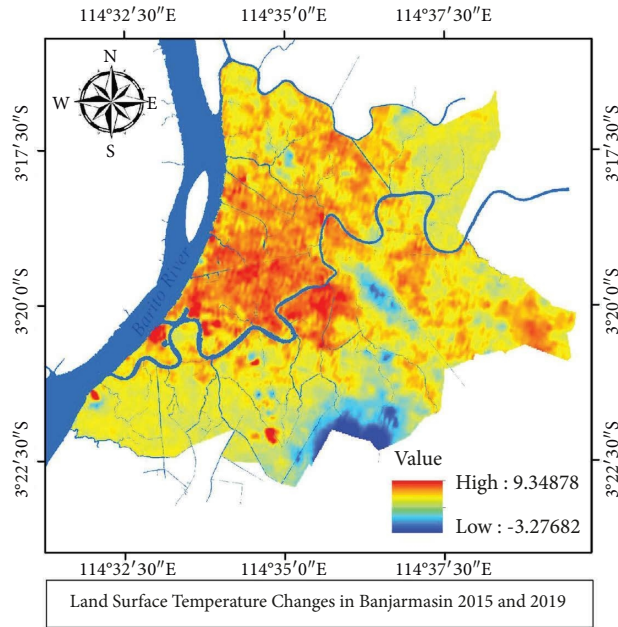 114°32′30″E 114°35′0″E 114°37′30″E
N
W E
S
3°17′30″S 3°17′30″S
Barito River
3°20′0″S 3°20′0″S
3°22′30″S 3°22′30″S
Value
High : 9.34878
Low : -3.27682
114°32′30″E 114°35′0″E 114°37′30″E
Land Surface Temperature Changes in Banjarmasin 2015 and 2019